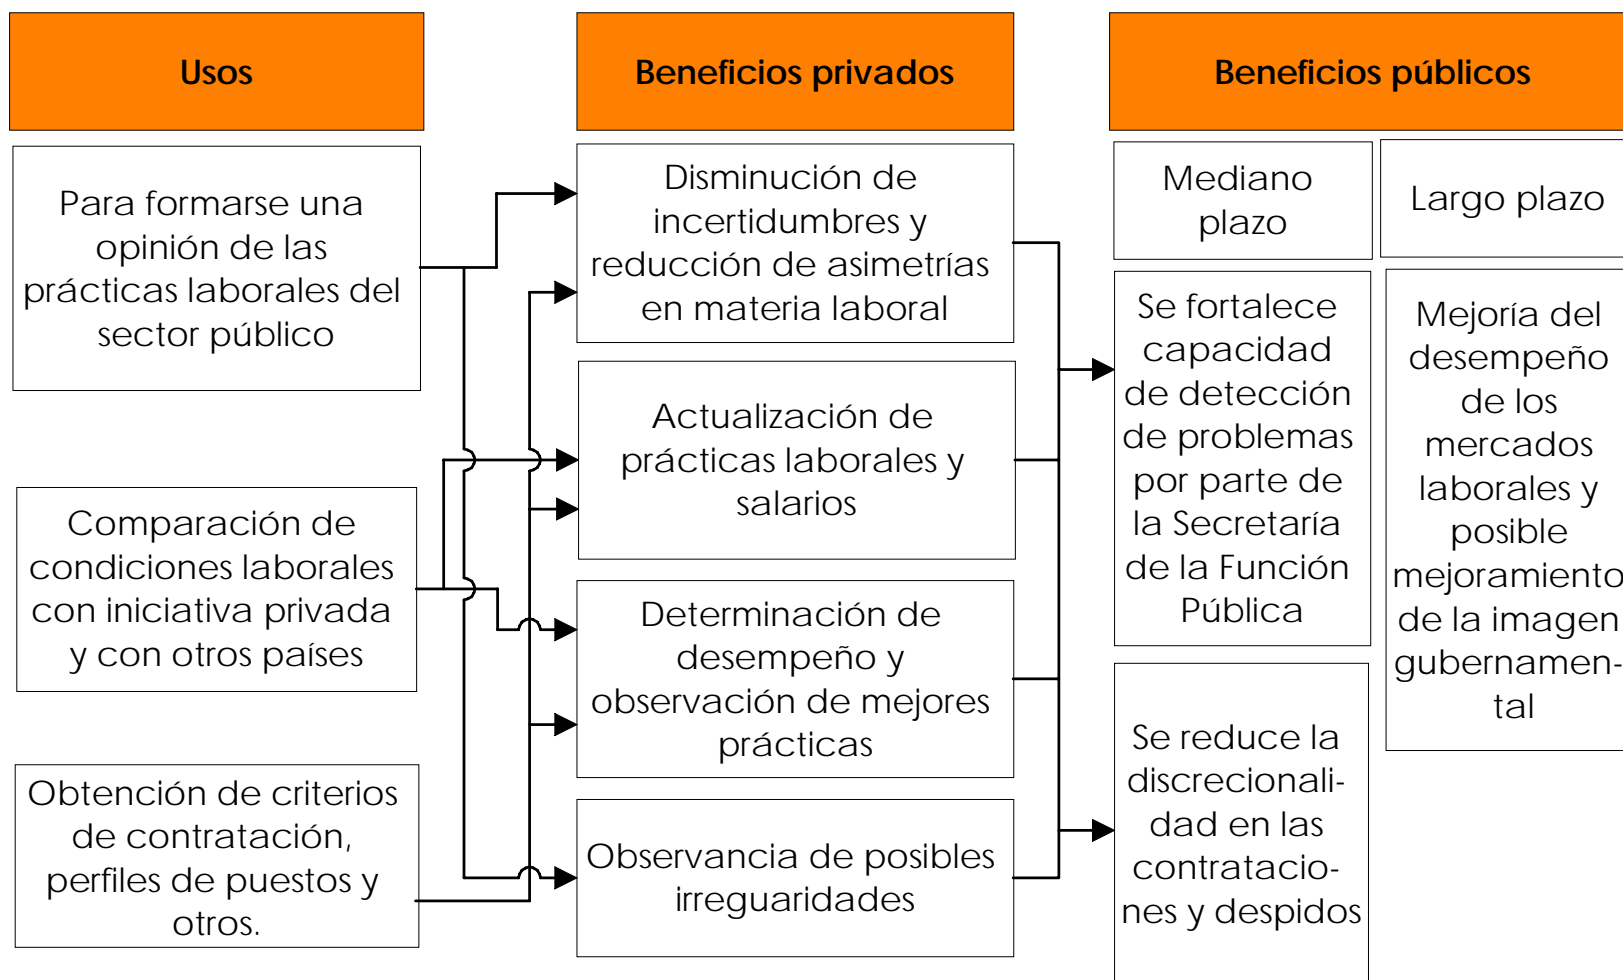 Usos
Para formarse una
opinión de las
prácticas laborales del
sector público
Comparación de
condiciones laborales
con iniciativa privada
y con otros países
Obtención de criterios
de contratación,
perfiles de puestos y
otros.
Beneficios privados
Disminución de
incertidumbres y
reducción de asimetrías
en materia laboral
Actualización de
prácticas laborales y
salarios
Determinación de
desempeño y
observación de mejores
prácticas
Observancia de posibles
irreguaridades
Beneficios públicos
Mediano
plazo
Se fortalece
capacidad
de detección
de problemas
por parte de
la Secretaría
de la Función
Pública
Se reduce la
discrecionali-
dad en las
contratacio-
nes y despidos
Largo plazo
Mejoría del
desempeño
de los
mercados
laborales y
posible
mejoramiento
de la imagen
gubernamen-
tal